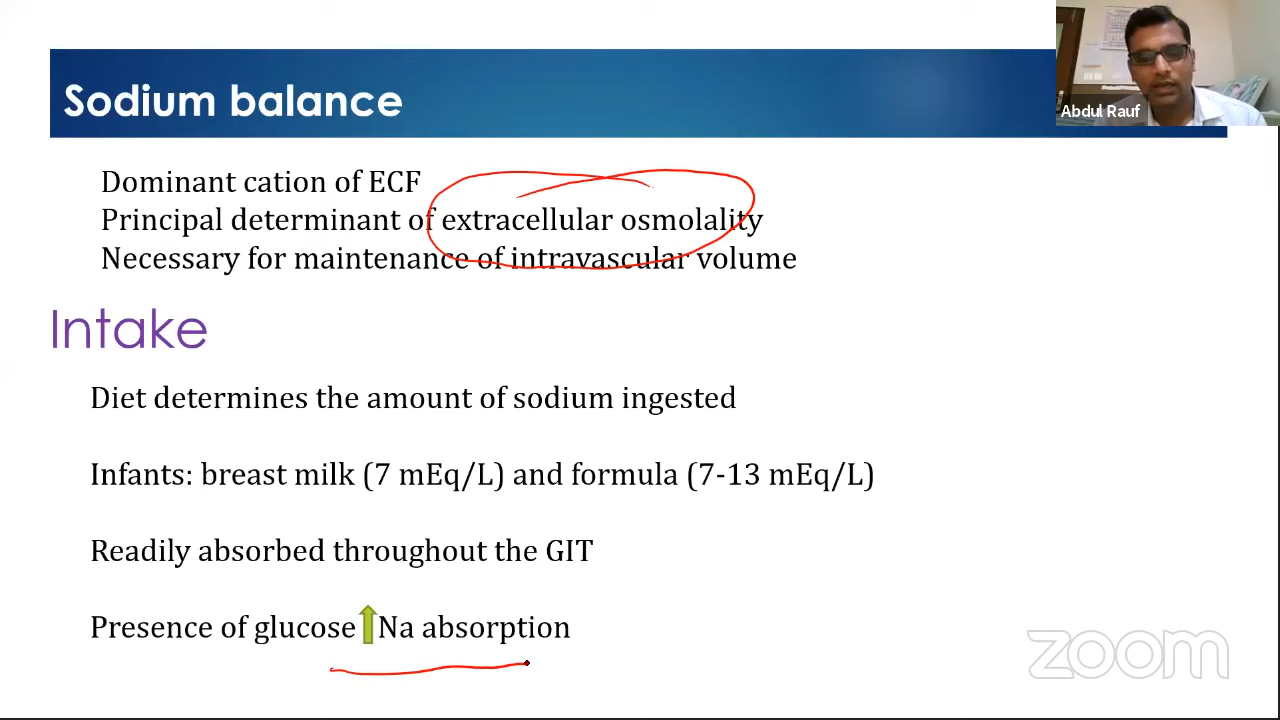 Sodium balance
Abdul Rauf
Dominant cation of ECF
Principal determinant of extracellular osmolality
Necessary for maintenance of intravascular volume
Intake
Diet determines the amount of sodium ingested
Infants: breast milk (7 mEq/L) and formula (7-13 mEq/L)
Readily absorbed throughout the GIT
Presence of glucose Na absorption
zoom